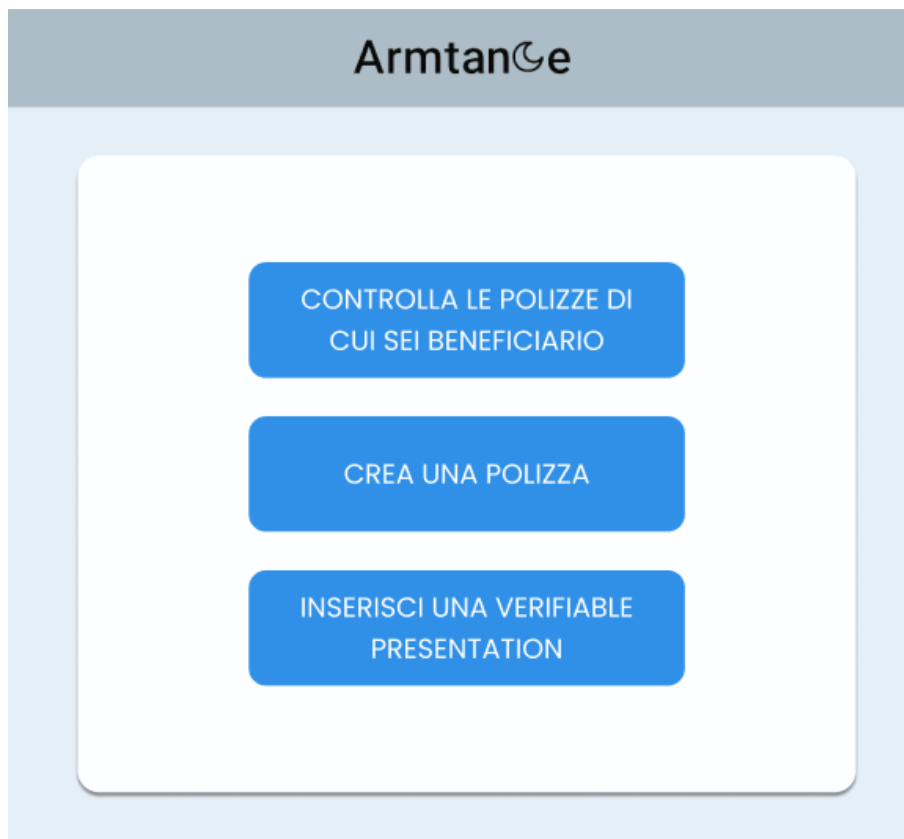 Armtance
CONTROLLA LE POLIZZE DI
CUI SEI BENEFICIARIO
CREA UNA POLIZZA
INSERISCI UNA VERIFIABLE
PRESENTATION